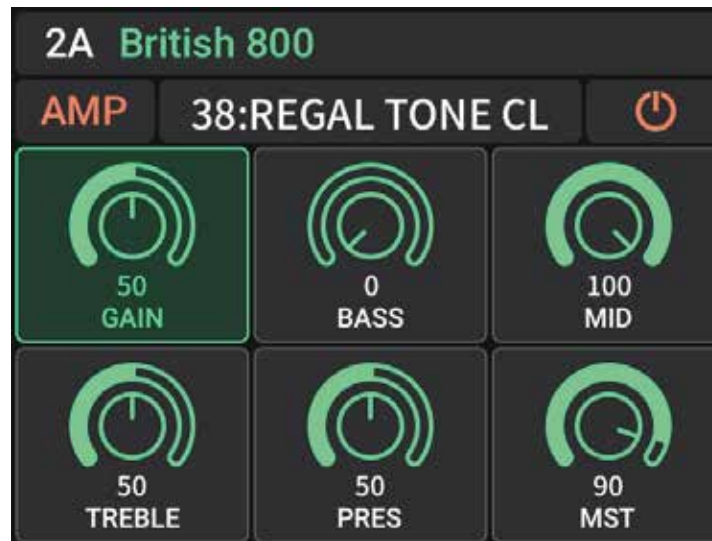 2A British 800
AMP 38:REGAL TONE CL
50 0 100
GAIN BASS MID
50 50 90
TREBLE PRES MST